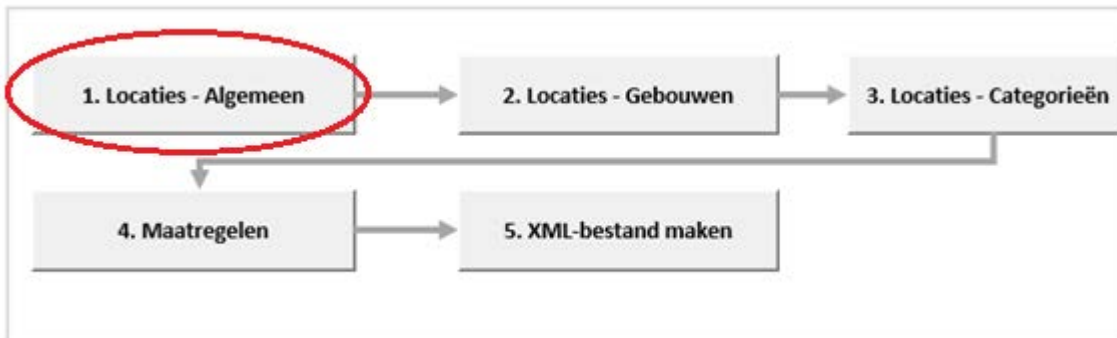 1. Locaties - Algemeen
2. Locaties - Gebouwen
3. Locaties - Categorieën
4. Maatregelen
5. XML-bestand maken